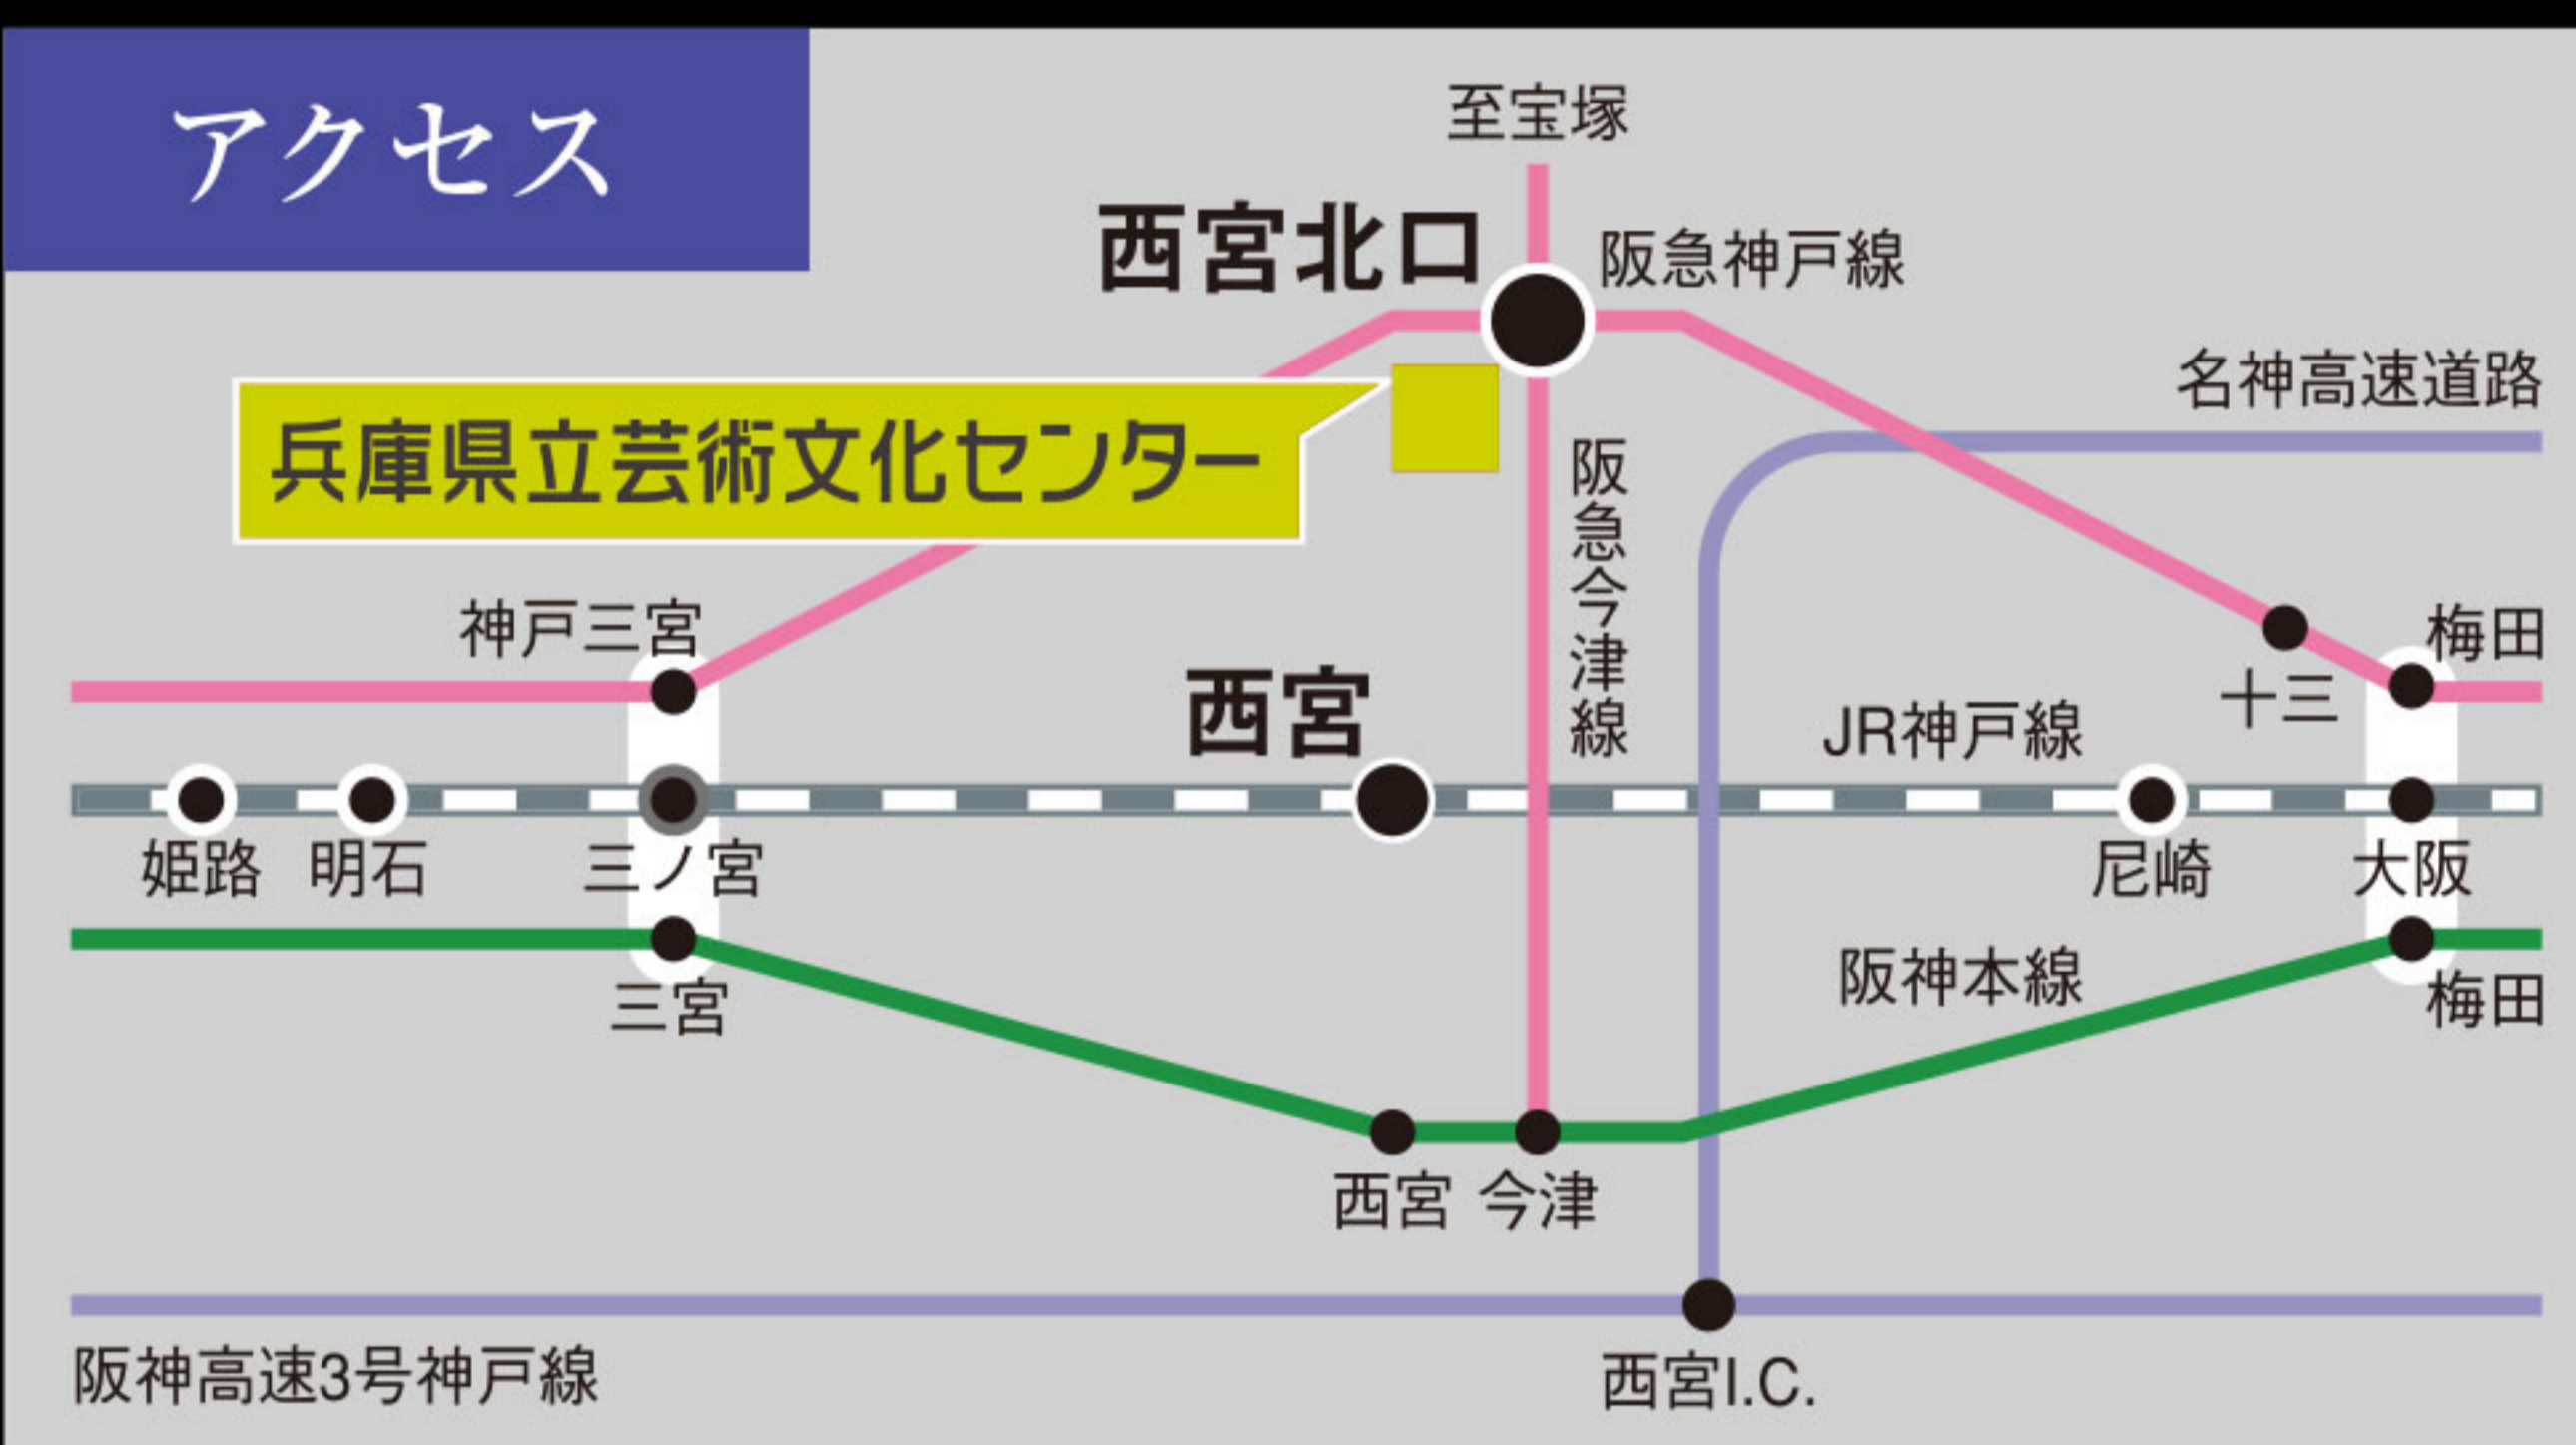 アクセス
至宝塚
西宮北口
阪急神戸線
名神高速道路
兵庫県立芸術文化センター
阪急今津線
神戸三宮
梅田
十三
西宮
JR神戸線
姫路
明石
三ノ宮
尼崎
大阪
三宮
阪神本線
梅田
西宮
今津
阪神高速3号神戸線
西宮I.C.